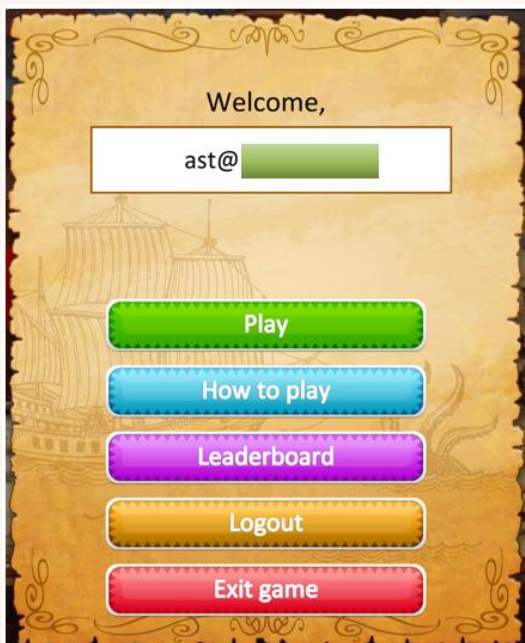 Welcome,
ast@
Play
How to play
Leaderboard
Logout
Exit game